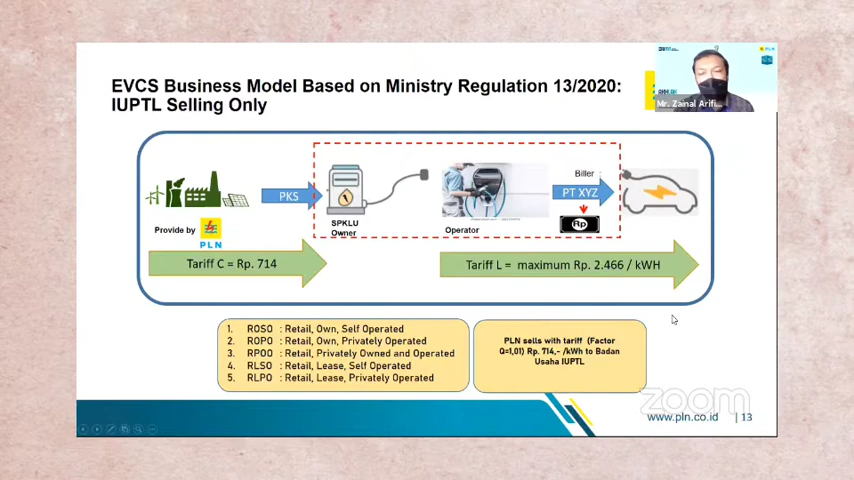 EVCS Business Model Based on Ministry Regulation 13/2020:
IUPTL Selling Only
PLN
Mr. Zainal Arifi...
PKS
SPKLU
Owner
Operator
Biller
PT XYZ
Rp
Provide by
PLN
Tariff C = Rp. 714
Tariff L = maximum Rp. 2.466 / kWH
1. ROSO : Retail, Own, Self Operated
2. ROPO : Retail, Own, Privately Operated
3. RPOO : Retail, Privately Owned and Operated
4. RLSO : Retail, Lease, Self Operated
5. RLPO : Retail, Lease, Privately Operated
PLN sells with tariff (Factor
Q=1,01) Rp. 714,- /kWh to Badan
Usaha IUPTL
zoom
www.pln.co.id | 13